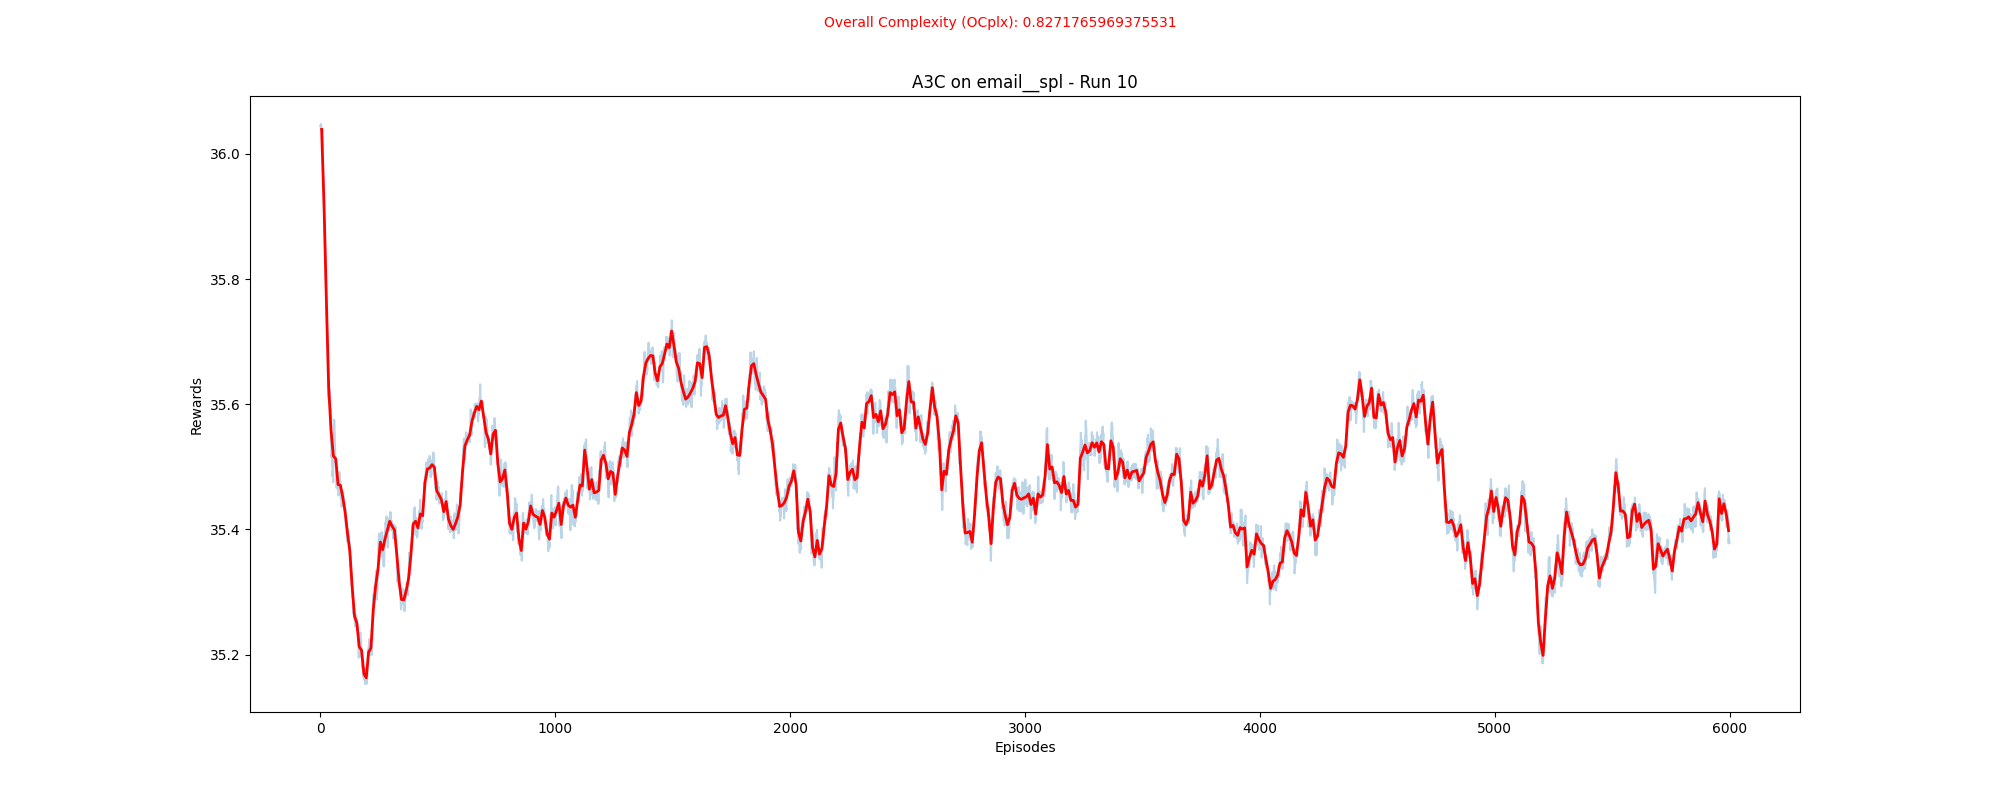 Overall Complexity (OCplx): 0.8271765969375531
A3C on email__spl - Run 10
36.0
35.8
35.6
35.4
35.2
Rewards
0 1000 2000 3000 4000 5000 6000
Episodes